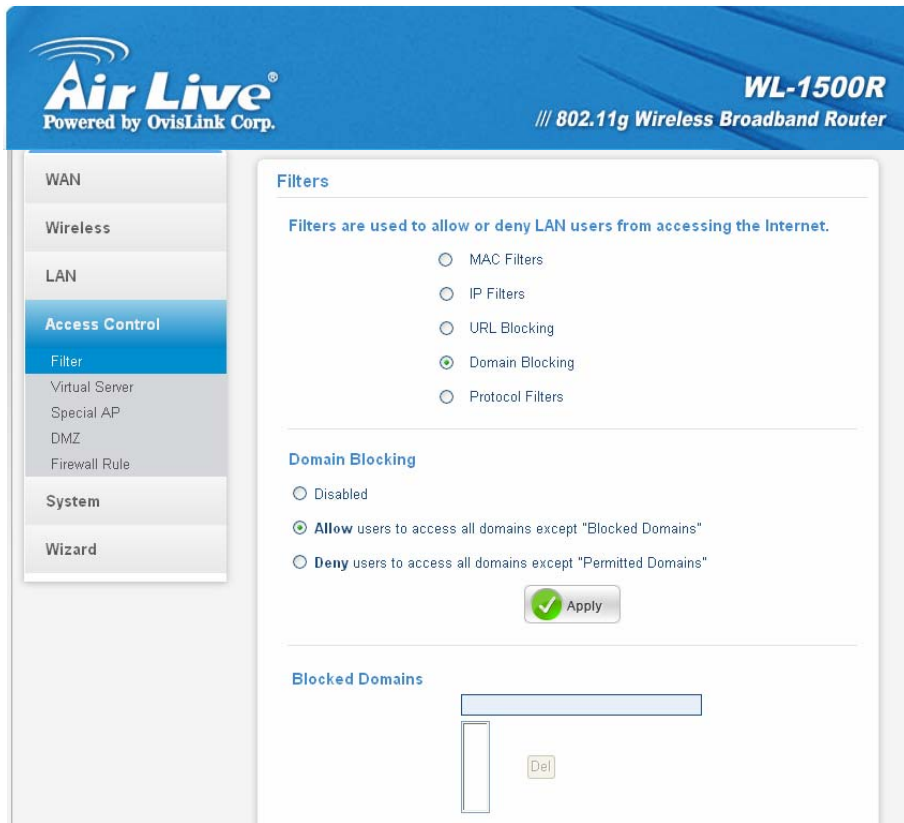 Air Live®
Powered by OvisLink Corp.
WL-1500R
/// 802.11g Wireless Broadband Router
WAN
Wireless
LAN
Access Control
Filter
Virtual Server
Special AP
DMZ
Firewall Rule
System
Wizard
Filters
Filters are used to allow or deny LAN users from accessing the Internet.
MAC Filters
IP Filters
URL Blocking
Domain Blocking
Protocol Filters
Domain Blocking
Disabled
Allow users to access all domains except "Blocked Domains"
Deny users to access all domains except "Permitted Domains"
Apply
Blocked Domains
Del